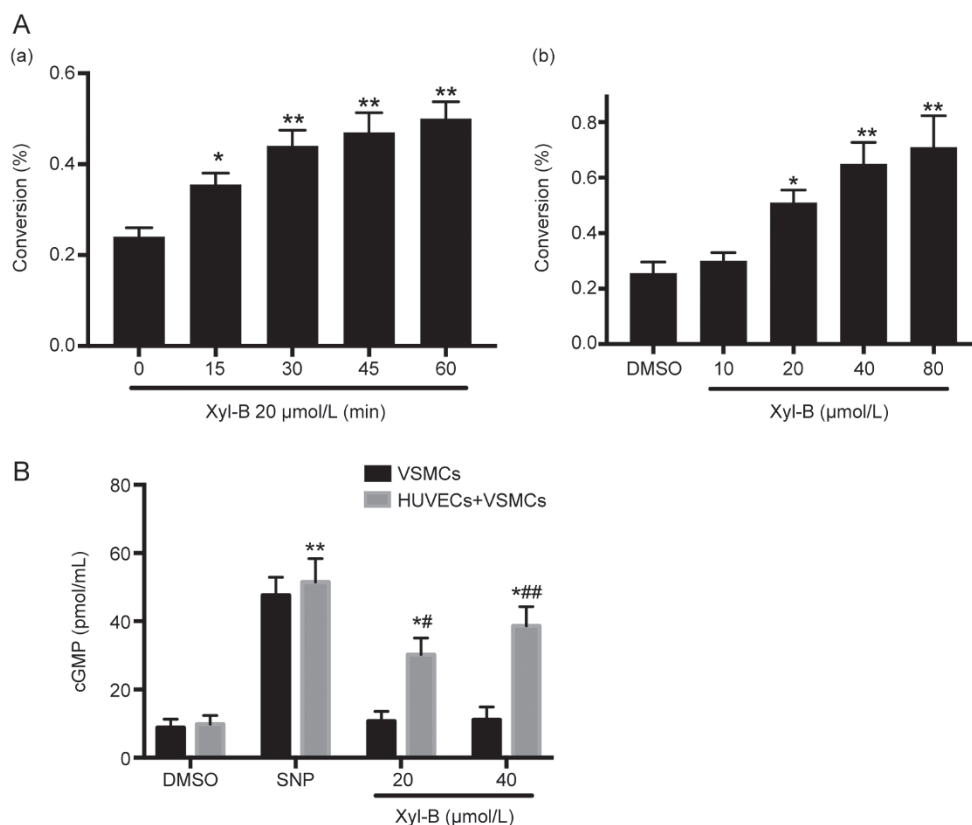 A
(a)
Conversion (%)
0.6
0.4
0.2
0.0
* ** ** **
0 15 30 45 60
Xyl-B 20 μmol/L (min)
(b)
Conversion (%)
0.8
0.6
0.4
0.2
0.0
* ** **
DMSO 10 20 40 80
Xyl-B (μmol/L)
B
VSMCs
HUVECs+VSMCs
cGMP (pmol/mL)
80
60
40
20
0
** *# *##
DMSO SNP 20 40
Xyl-B (μmol/L)